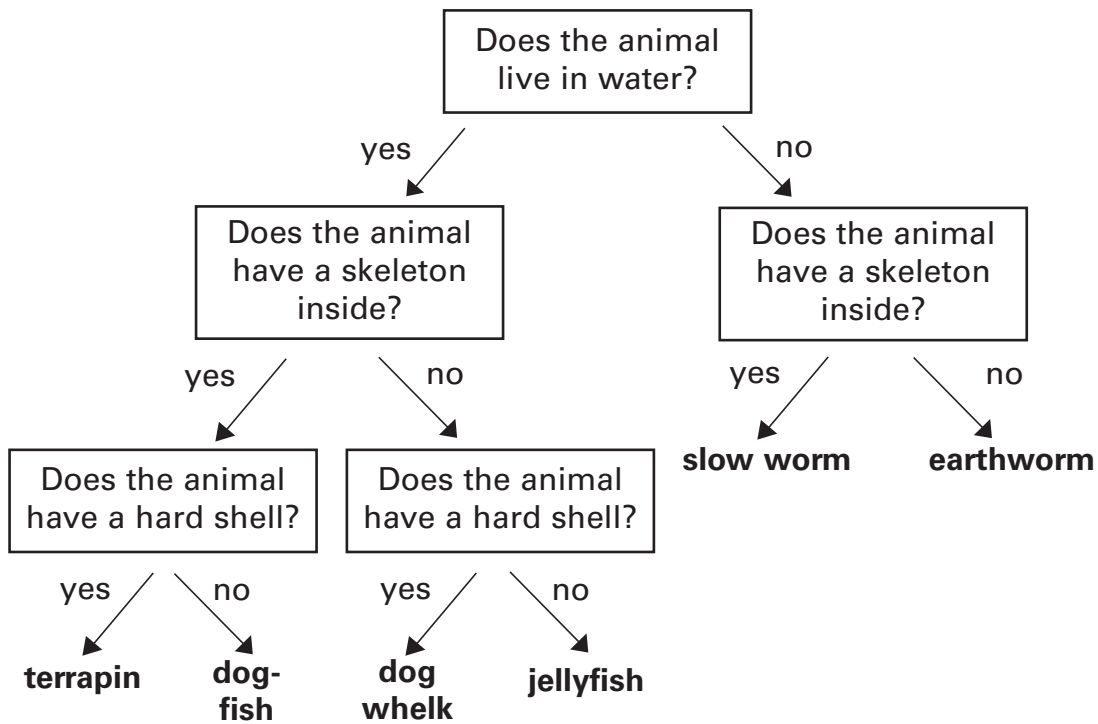 Does the animal
live in water?
yes
no
Does the animal
have a skeleton
inside?
Does the animal
have a skeleton
inside?
yes
no
yes
no
Does the animal
have a hard shell?
Does the animal
have a hard shell?
slow worm
earthworm
yes
no
yes
no
terrapin
dog-
fish
dog
whelk
jellyfish